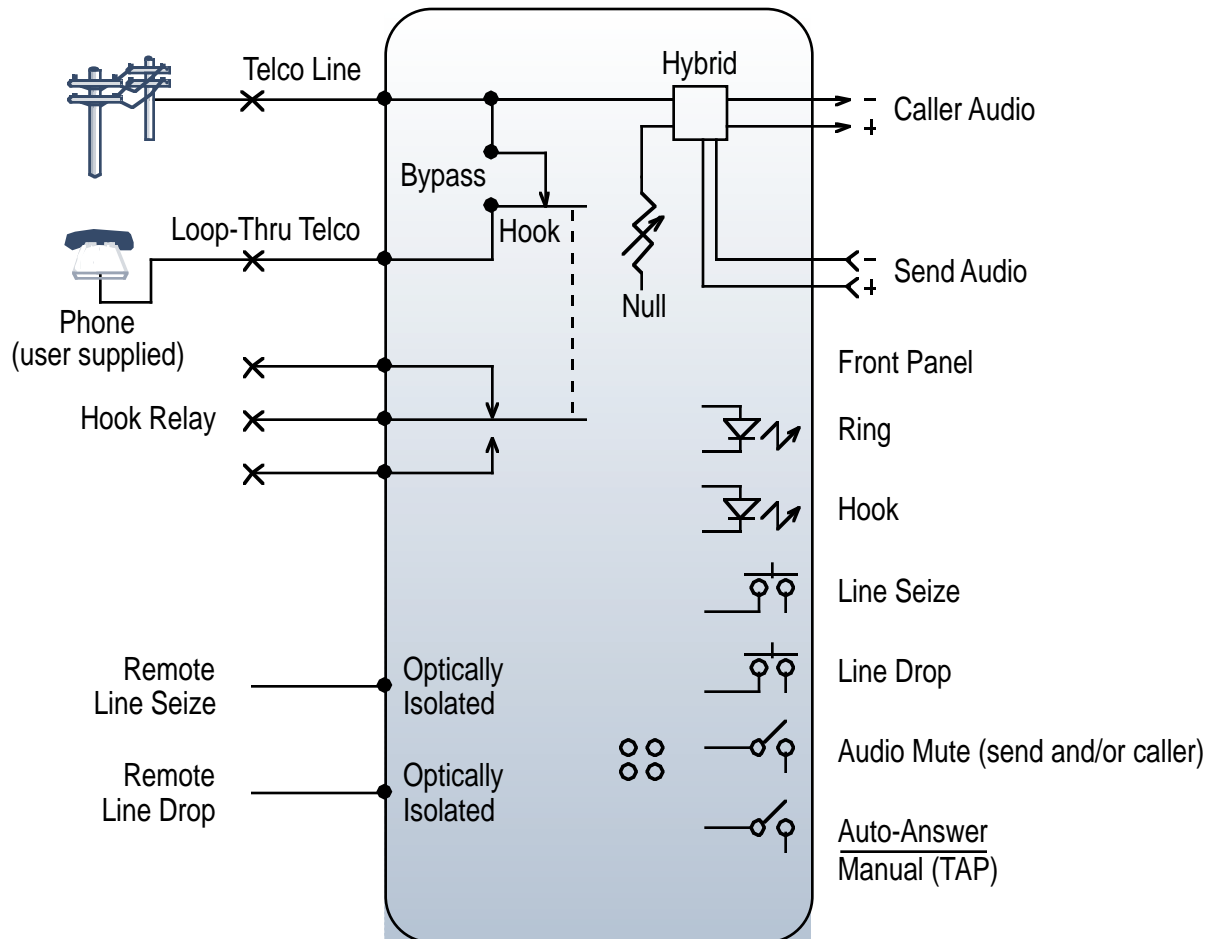 Telco Line
Hybrid
− Caller Audio
+
Bypass
Loop-Thru Telco
Hook
− Send Audio
+
Null
Phone
(user supplied)
Front Panel
Hook Relay
Ring
Hook
Line Seize
Remote
Line Seize
Optically
Isolated
Line Drop
Audio Mute (send and/or caller)
Remote
Line Drop
Optically
Isolated
Auto-Answer
Manual (TAP)